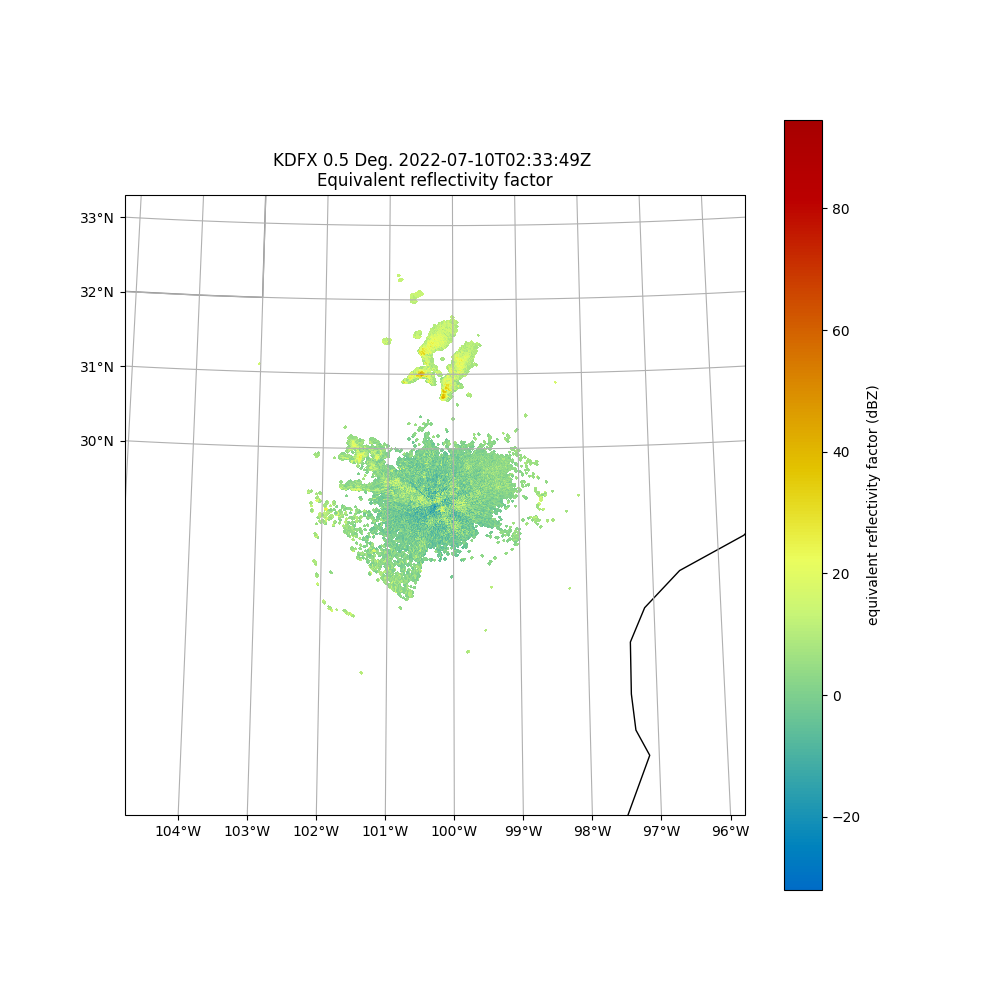 KDFX 0.5 Deg. 2022-07-10T02:33:49Z
Equivalent reflectivity factor
33°N
32°N
31°N
30°N
104°W 103°W 102°W 101°W 100°W 99°W 98°W 97°W 96°W
80
60
40
20
0
−20
equivalent reflectivity factor (dBZ)